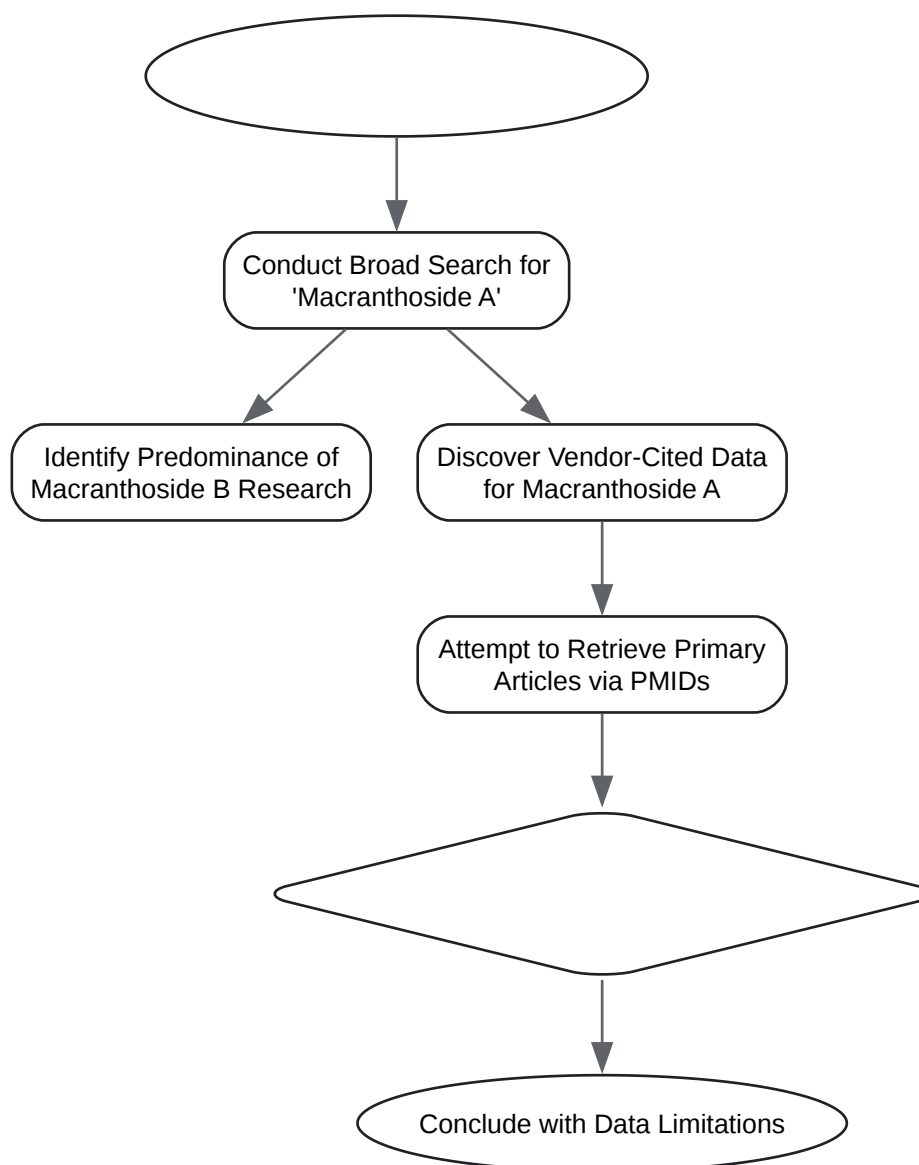 Conduct Broad Search for
'Macranthoside A'
Identify Predominance of
Macranthoside B Research
Discover Vendor-Cited Data
for Macranthoside A
Attempt to Retrieve Primary
Articles via PMIDs
Conclude with Data Limitations